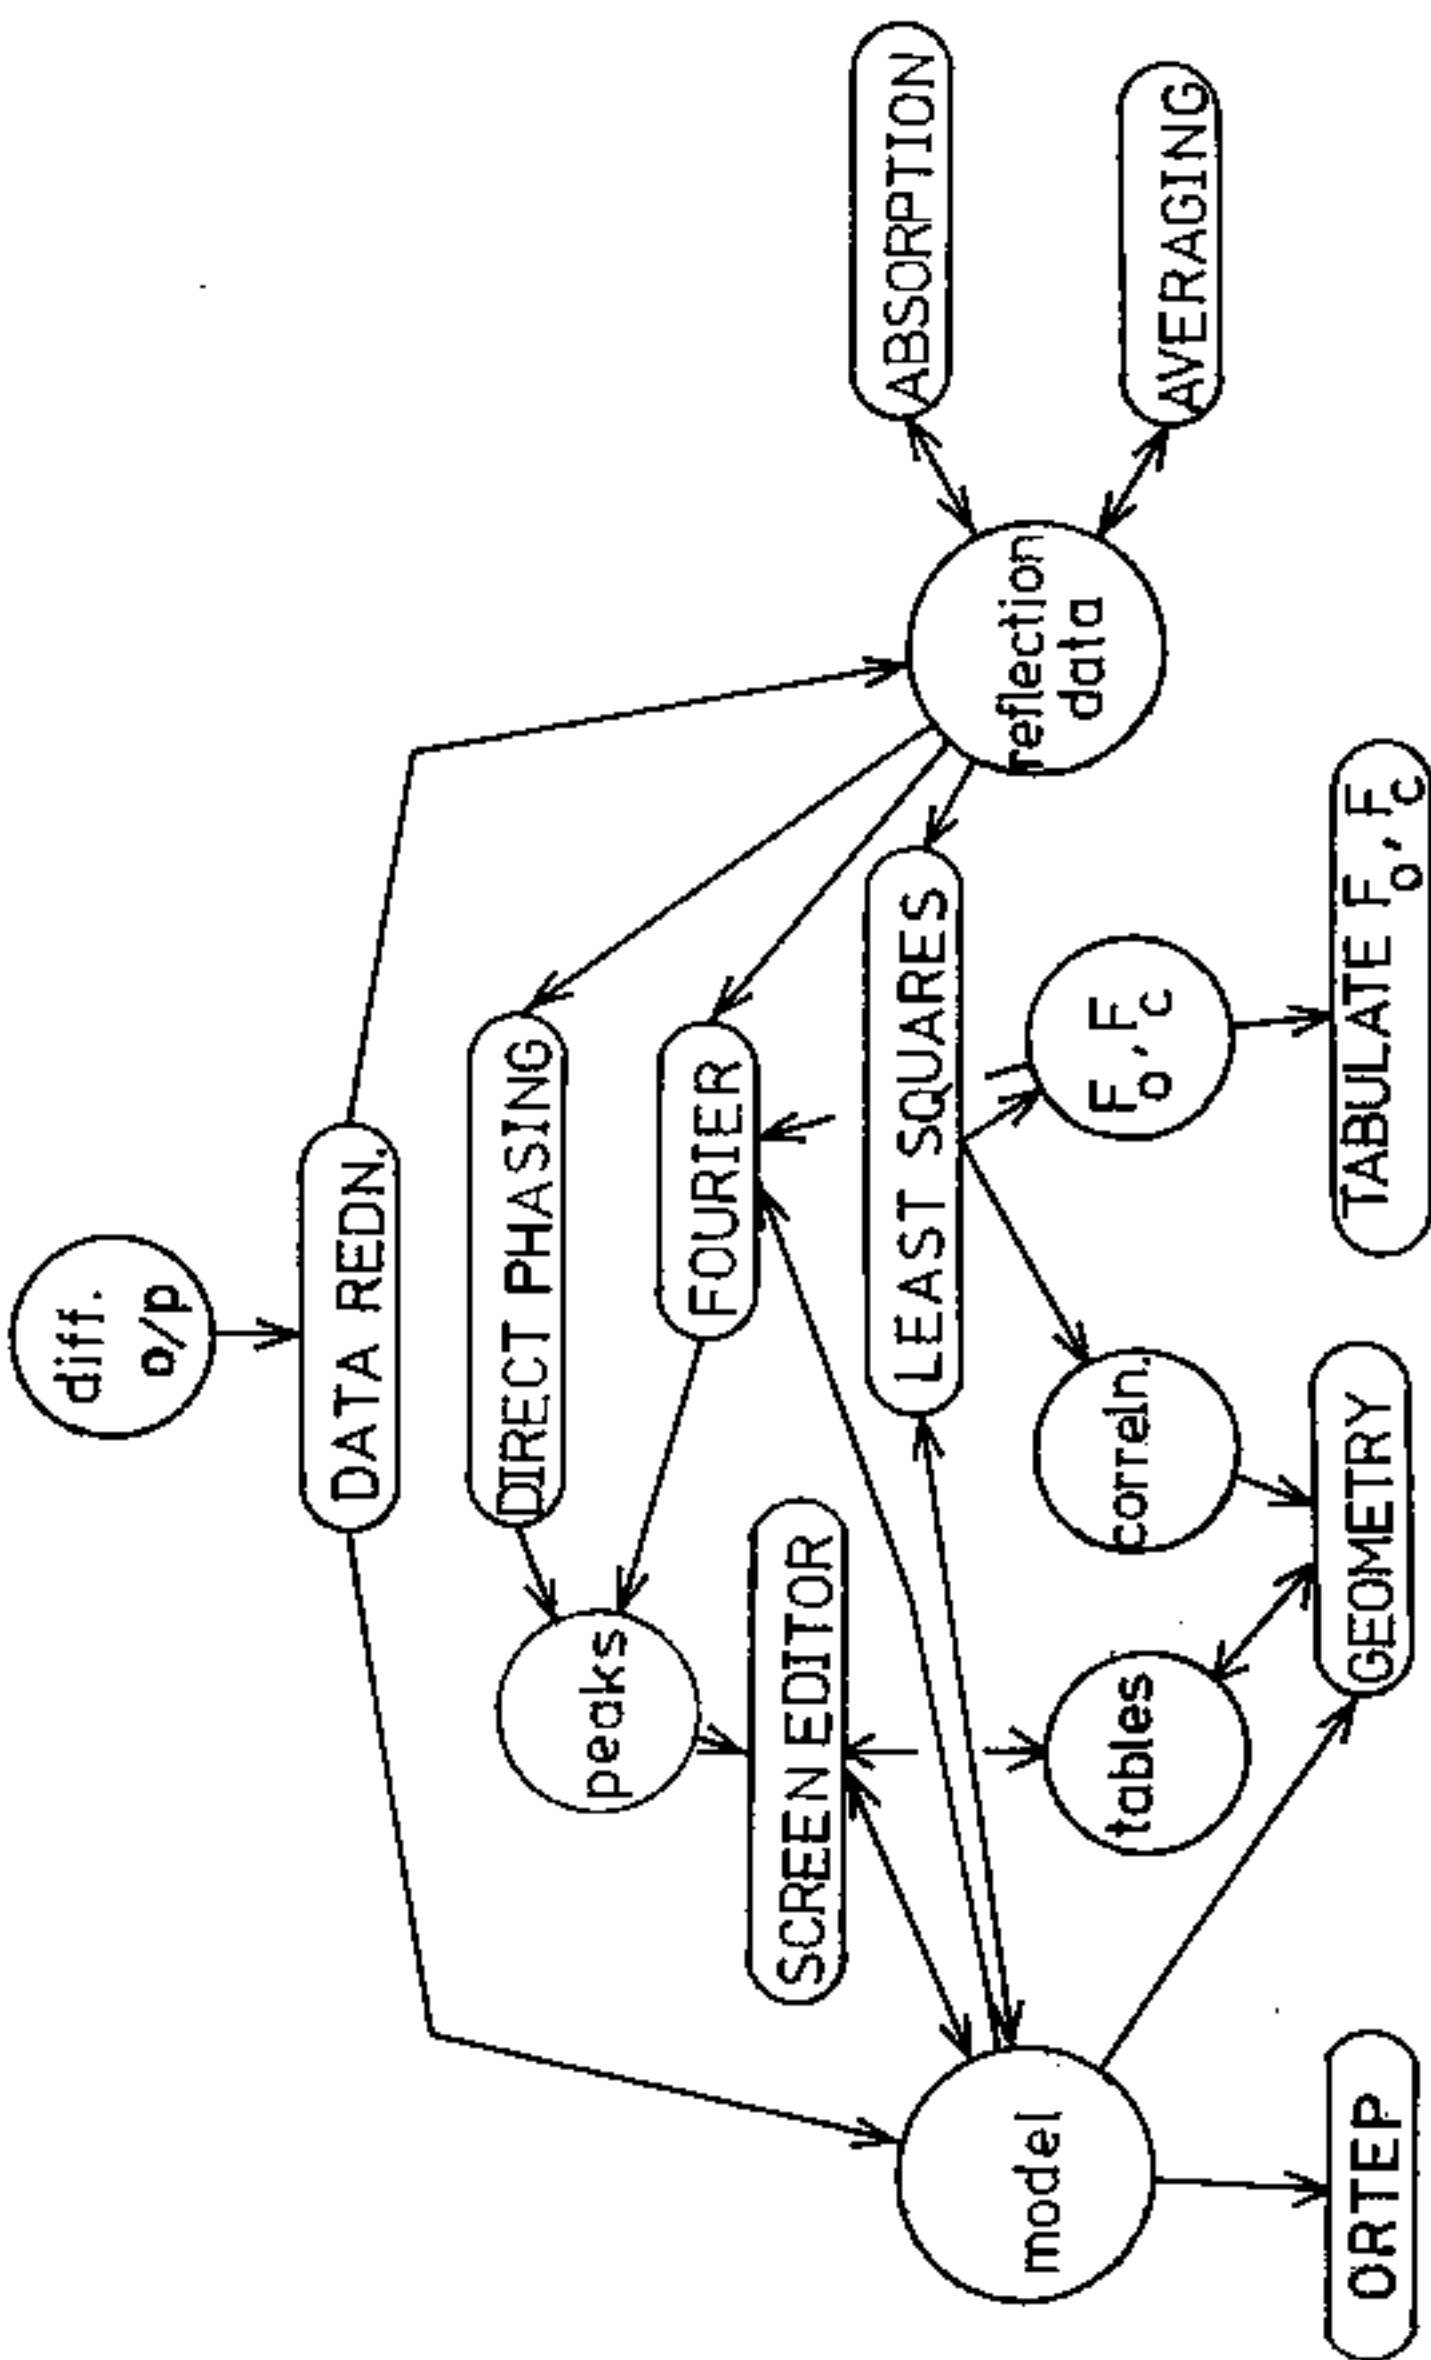 diff.
o/p
DATA REDN.
DIRECT PHASING
peaks
FOURIER
SCREEN EDITOR
LEAST SQUARES
ABSORPTION
AVERAGING
reflection
data
model
Fo, Fc
correln.
tables
TABULATE Fo, Fc
GEOMETRY
ORTEP